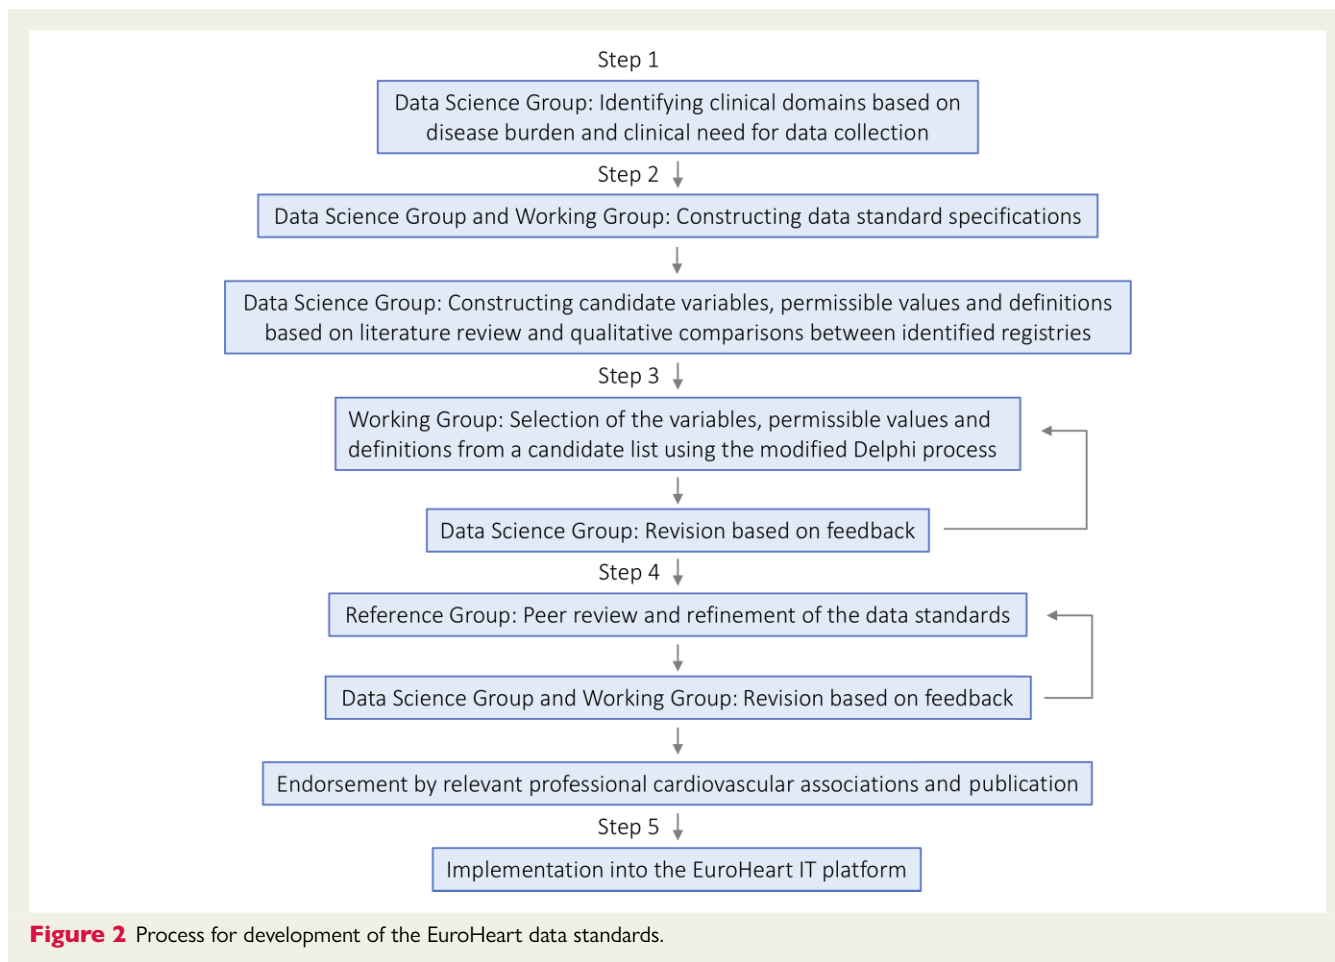 Step 1
Data Science Group: Identifying clinical domains based on
disease burden and clinical need for data collection
Step 2
Data Science Group and Working Group: Constructing data standard specifications
Data Science Group: Constructing candidate variables, permissible values and definitions
based on literature review and qualitative comparisons between identified registries
Step 3
Working Group: Selection of the variables, permissible values and
definitions from a candidate list using the modified Delphi process
Data Science Group: Revision based on feedback
Step 4
Reference Group: Peer review and refinement of the data standards
Data Science Group and Working Group: Revision based on feedback
Endorsement by relevant professional cardiovascular associations and publication
Step 5
Implementation into the EuroHeart IT platform
Figure 2 Process for development of the EuroHeart data standards.